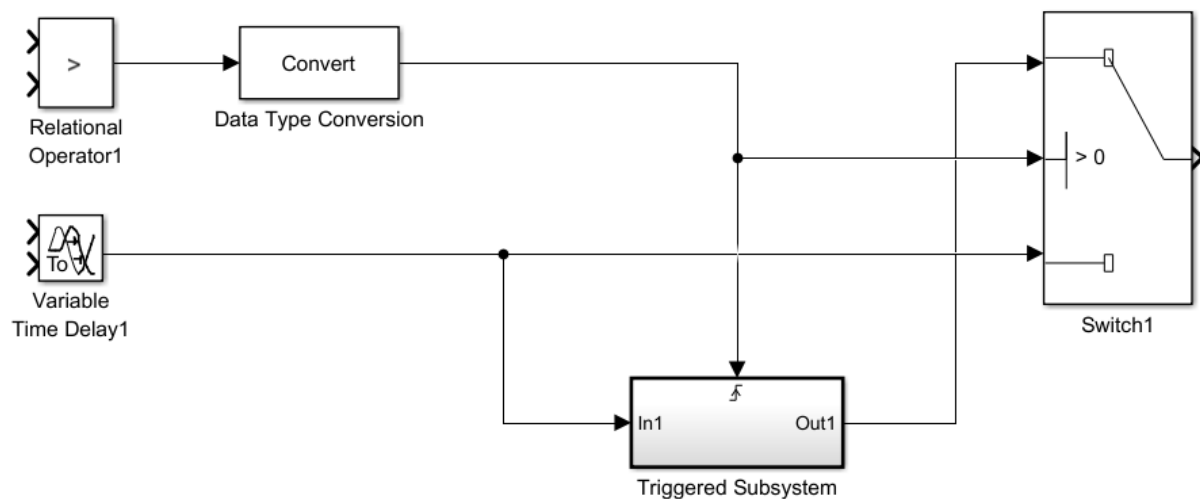 >
Relational
Operator1
Convert
Data Type Conversion
> 0
Switch1
To
Variable
Time Delay1
In1
Out1
Triggered Subsystem